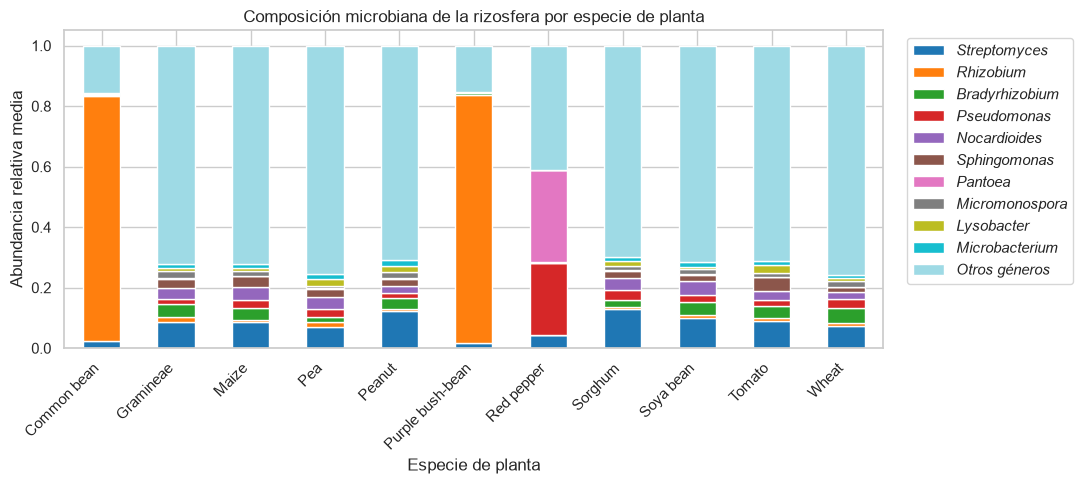 Composición microbiana de la rizosfera por especie de planta
Abundancia relativa media
1.0
0.8
0.6
0.4
0.2
0.0
Common bean
Gramineae
Maize
Pea
Peanut
Purple bush-bean
Red pepper
Sorghum
Soya bean
Tomato
Wheat
Especie de planta
Streptomyces
Rhizobium
Bradyrhizobium
Pseudomonas
Nocardioides
Sphingomonas
Pantoea
Micromonospora
Lysobacter
Microbacterium
Otros géneros